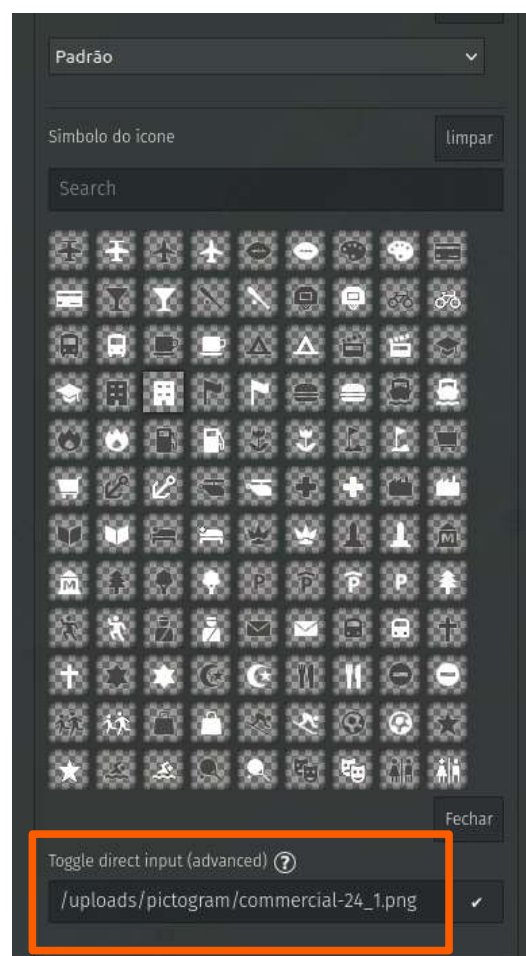 Padrão
Simbolo do icone
limpar
Search
Fechar
Toggle direct input (advanced) ?
/uploads/pictogram/commercial-24_1.png